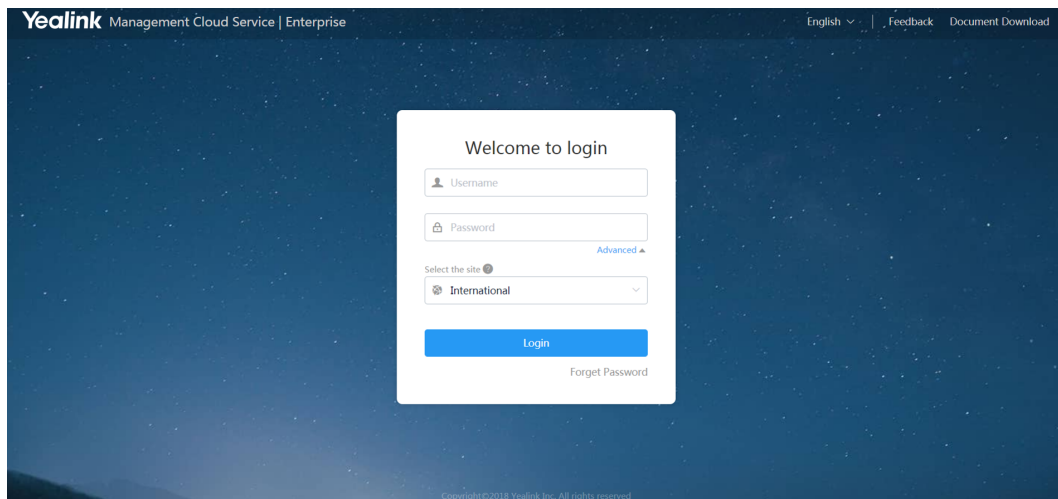 Yealink Management Cloud Service | Enterprise
English
Feedback
Document Download
Welcome to login
Username
Password
Advanced
Select the site ?
International
Login
Forget Password
Copyright©2018 Yealink Inc. All rights reserved